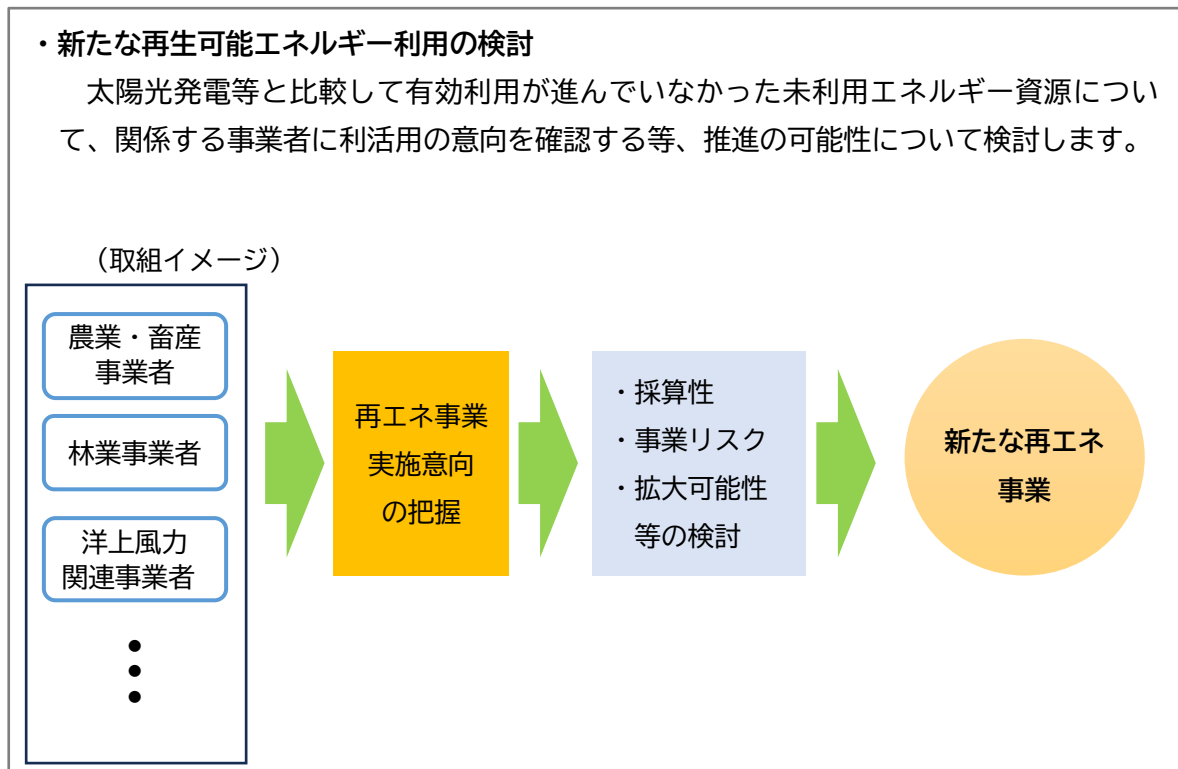 ・新たな再生可能エネルギー利用の検討
太陽光発電等と比較して有効利用が進んでいなかった未利用エネルギー資源につい
て、関係する事業者に利活用の意向を確認する等、推進の可能性について検討します。
（取組イメージ）
農業・畜産
事業者
林業事業者
洋上風力
関連事業者
再エネ事業
実施意向
の把握
・採算性
・事業リスク
・拡大可能性
等の検討
新たな再エネ
事業